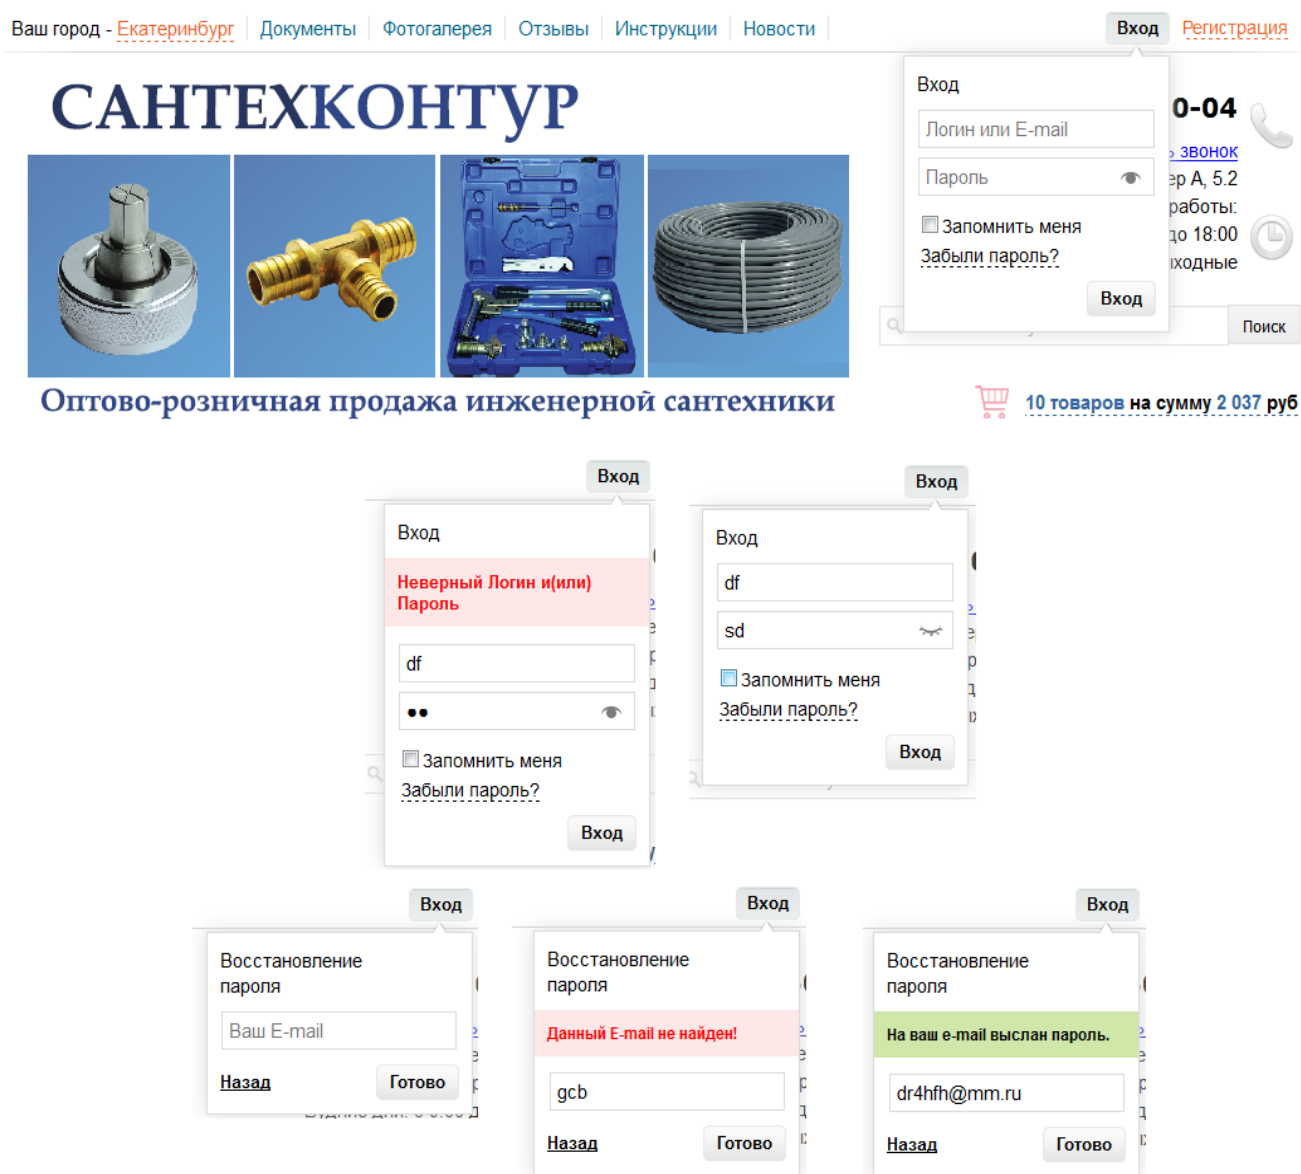 Ваш город - Екатеринбург Документы Фотогалерея Отзывы Инструкции Новости Вход Регистрация
САНТЕХКОНТУР
Вход
0-04
Логин или E-mail
звонок
Пароль
А, 5.2
работы:
Запомнить меня
до 18:00
Забыли пароль?
Вход
Поиск
Оптово-розничная продажа инженерной сантехники
10 товаров на сумму 2 037 руб
Вход
Вход
Неверный Логин и(или)
Пароль
df
Запомнить меня
Забыли пароль?
Вход
Вход
Вход
df
sd
Запомнить меня
Забыли пароль?
Вход
Вход
Восстановление
пароля
Ваш E-mail
Назад Готово
Вход
Восстановление
пароля
Данный E-mail не найден!
gcb
Назад Готово
Вход
Восстановление
пароля
На ваш e-mail выслан пароль.
dr4hfh@mm.ru
Назад Готово